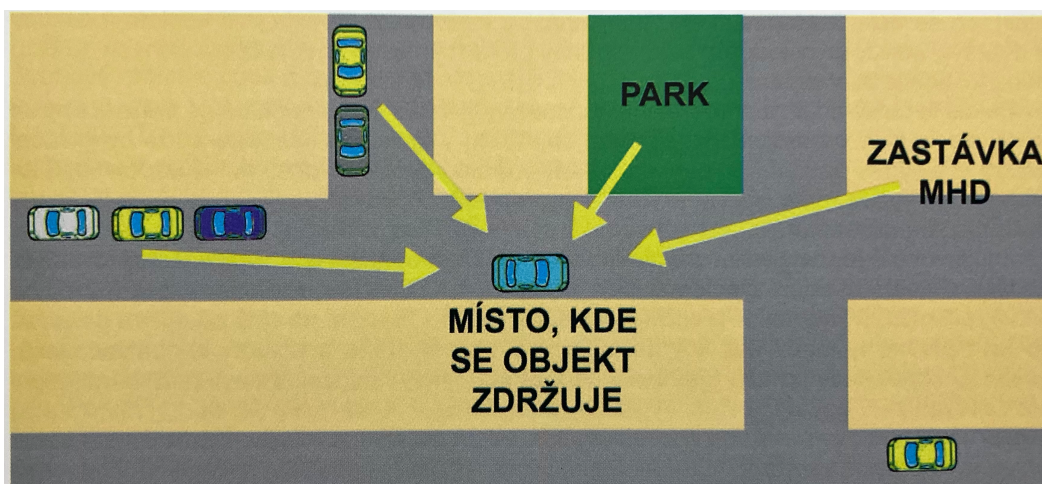 PARK
ZASTÁVKA
MHD
MÍSTO, KDE
SE OBJEKT
ZDRŽUJE